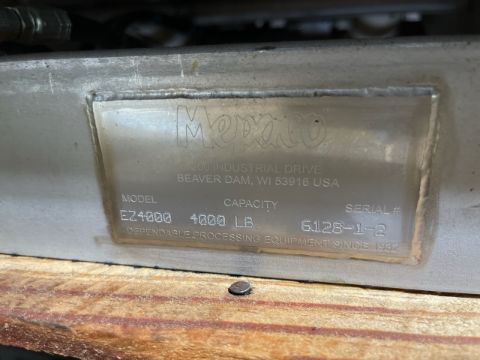 Mepaco
INDUSTRIAL DRIVE
BEAVER DAM, WI 53916 USA
MODEL CAPACITY SERIAL #
EZ4000 4000 LB 6128-1-2
DEPENDABLE PROCESSING EQUIPMENT SINCE 1932